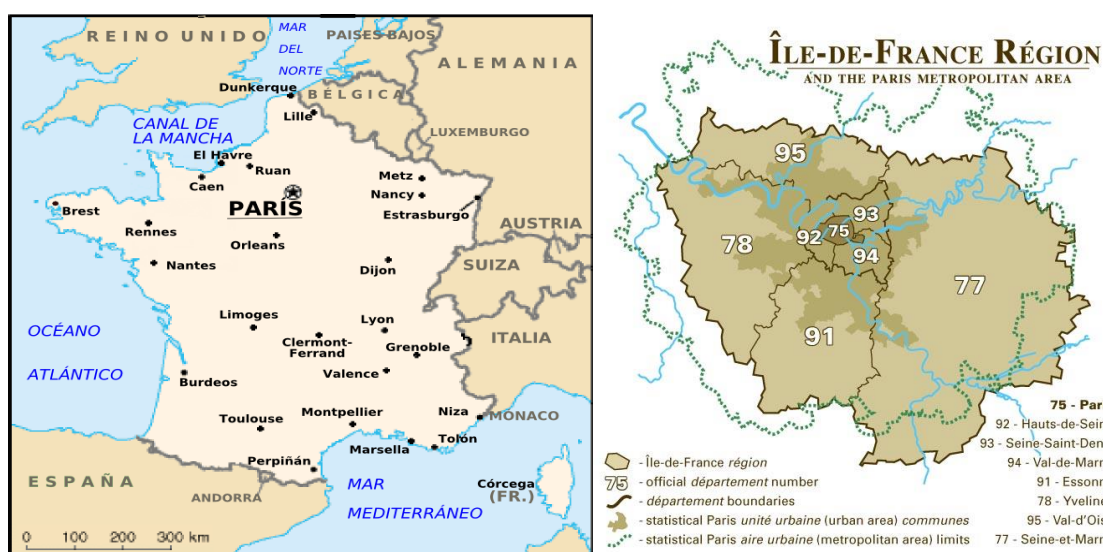 REINO UNIDO
MAR
DEL
NORTE
PAISES BAJOS
ALEMANIA
Dunkerque
BÉLGICA
Lille
CANAL DE
LA MANCHA
LUXEMBURGO
El Havre
Ruan
Caen
Metz
Nancy
PARÍS
Estrasburgo
Brest
Rennes
Orleans
AUSTRIA
Nantes
Dijon
SUIZA
Limoges
Lyon
OCÉANO
ATLÁNTICO
Clermont-
Ferrand
Grenoble
ITALIA
Valence
Burdeos
Toulouse
Montpellier
Niza
MÓNACO
Marsella
Tolón
Perpiñán
ESPAÑA
ANDORRA
MAR
MEDITERRÁNEO
Córcega
(FR.)
0 100 200 300 km
ÎLE-DE-FRANCE RÉGION
AND THE PARIS METROPOLITAN AREA
95
93
75
92
78
94
77
91
- Île-de-France région
75 - official département number
- département boundaries
- statistical Paris unité urbaine (urban area) communes
- statistical Paris aire urbaine (metropolitan area) limits
75 - Par
92 - Hauts-de-Sein
93 - Seine-Saint-Den
94 - Val-de-Marn
91 - Essonn
78 - Yveline
95 - Val-d'Ois
77 - Seine-et-Marn